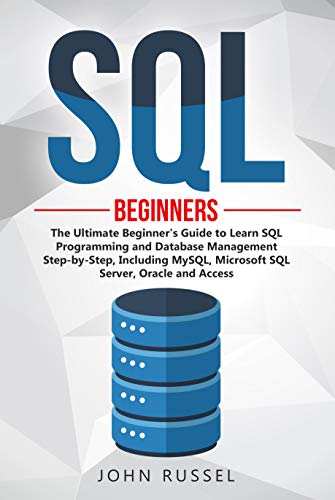 SQL
BEGINNERS
The Ultimate Beginner's Guide to Learn SQL
Programming and Database Management
Step-by-Step, Including MySQL, Microsoft SQL
Server, Oracle and Access
JOHN RUSSEL